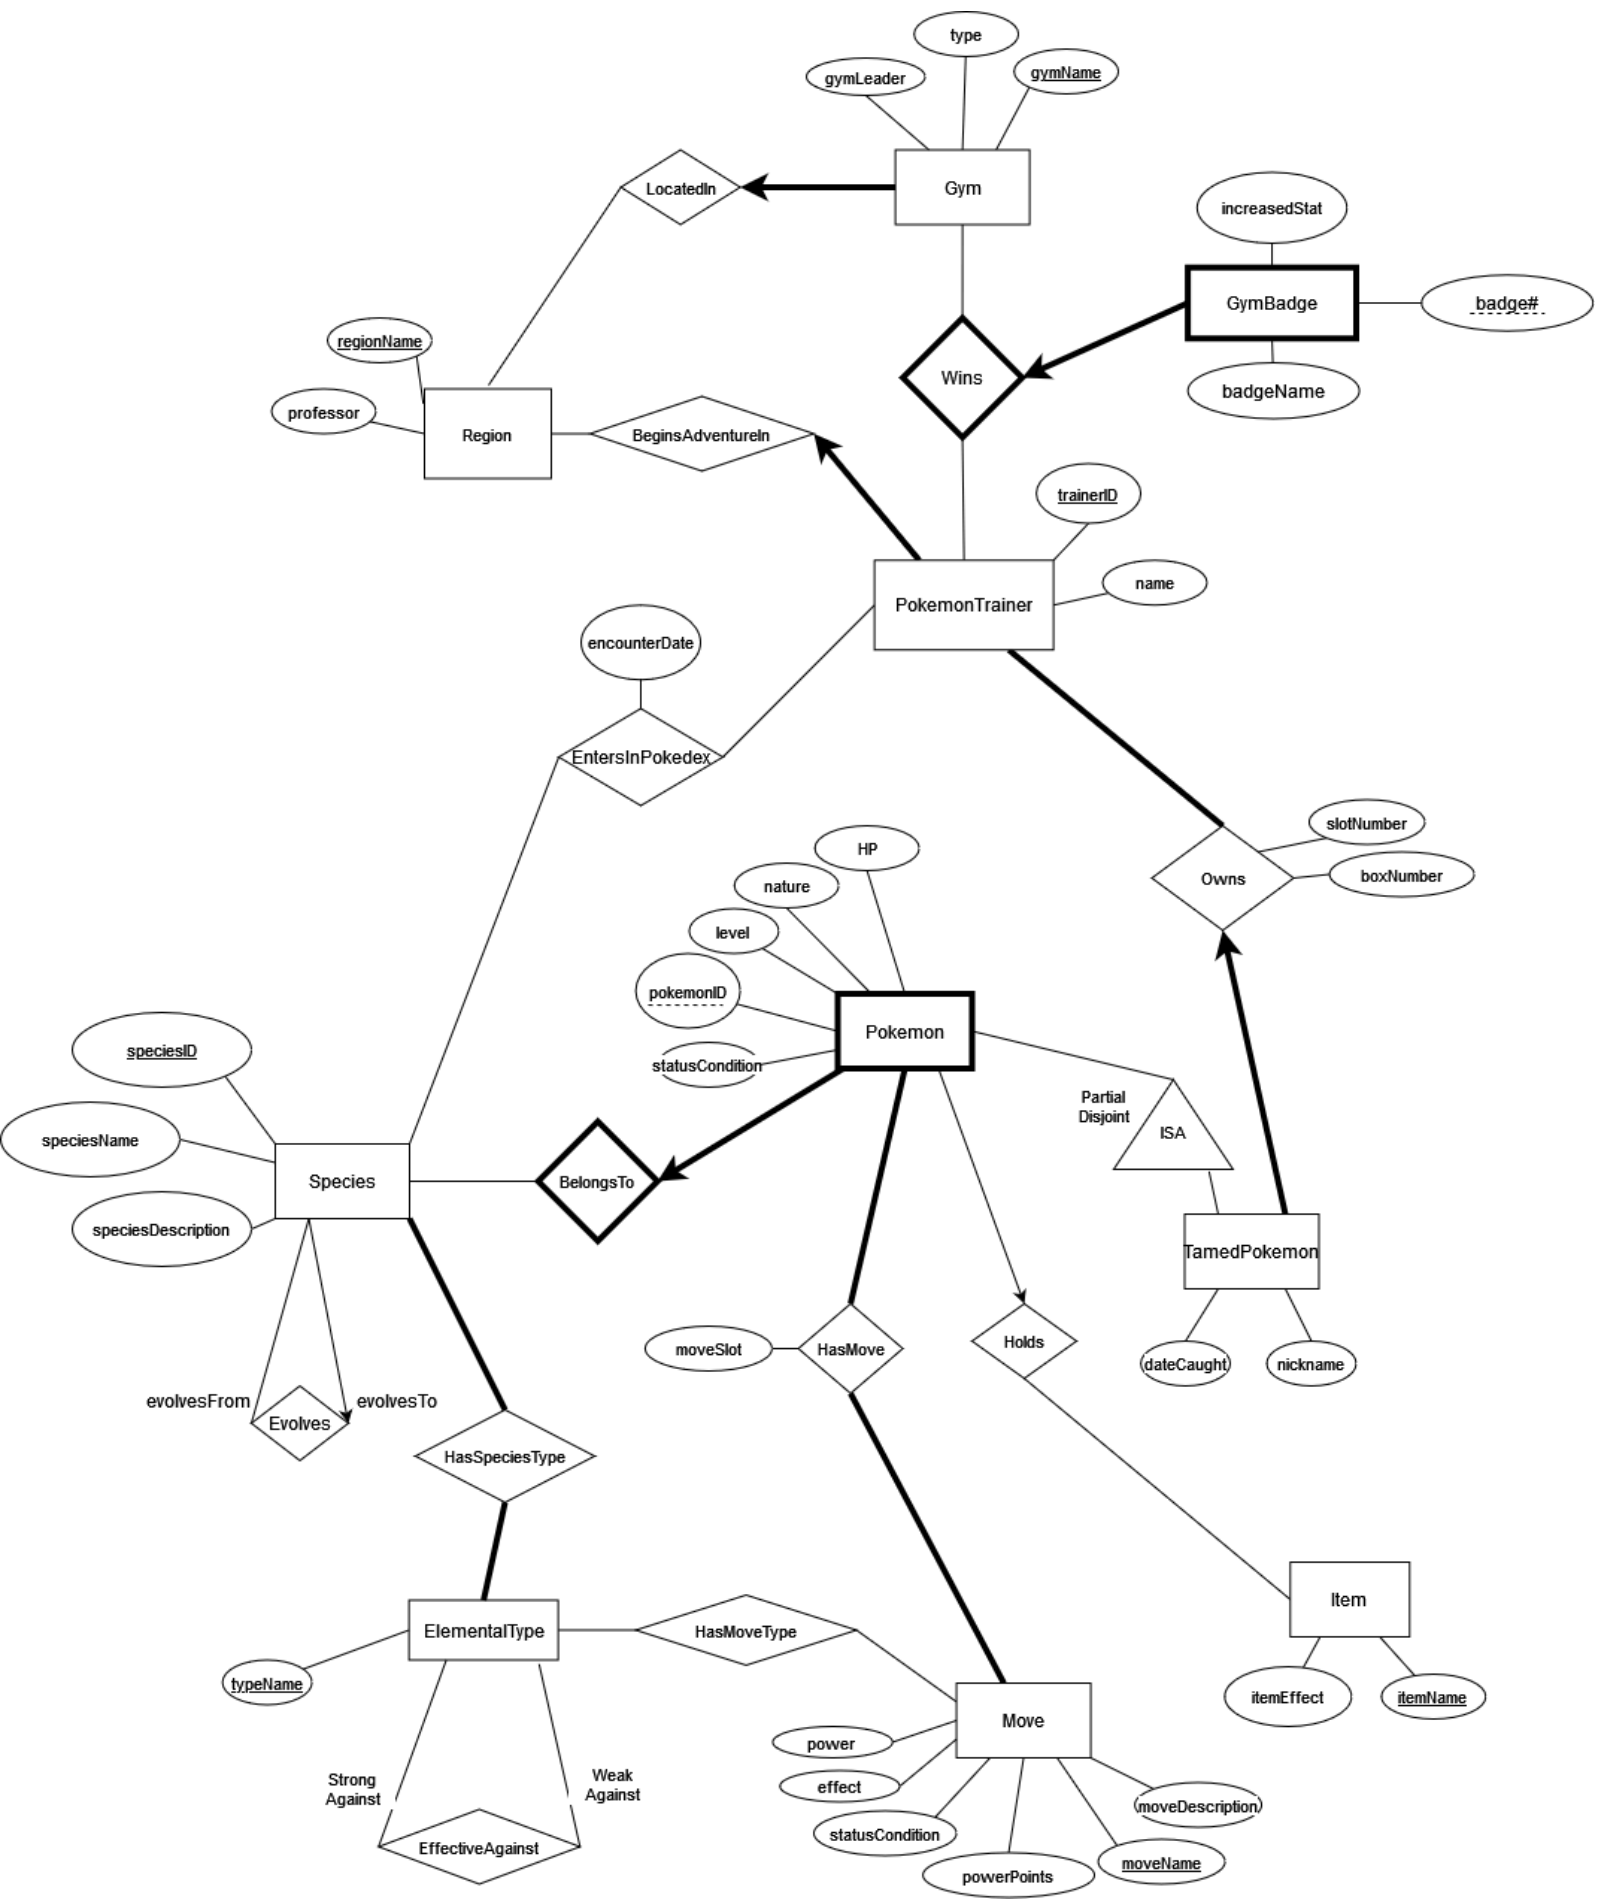 type
gymLeader
gymName
LocatedIn
Gym
increasedStat
GymBadge
badge#
regionName
Wins
badgeName
professor
Region
BeginsAdventureIn
trainerID
name
PokemonTrainer
encounterDate
EntersInPokedex
slotNumber
HP
boxNumber
Owns
nature
level
pokemonID
Pokemon
speciesID
statusCondition
Partial
Disjoint
ISA
speciesName
Species
BelongsTo
speciesDescription
TamedPokemon
moveSlot
HasMove
Holds
dateCaught
nickname
evolvesFrom
evolvesTo
Evolves
HasSpeciesType
Item
ElementalType
HasMoveType
typeName
itemEffect
itemName
Move
power
Strong
Against
Weak
Against
effect
moveDescription
statusCondition
EffectiveAgainst
moveName
powerPoints